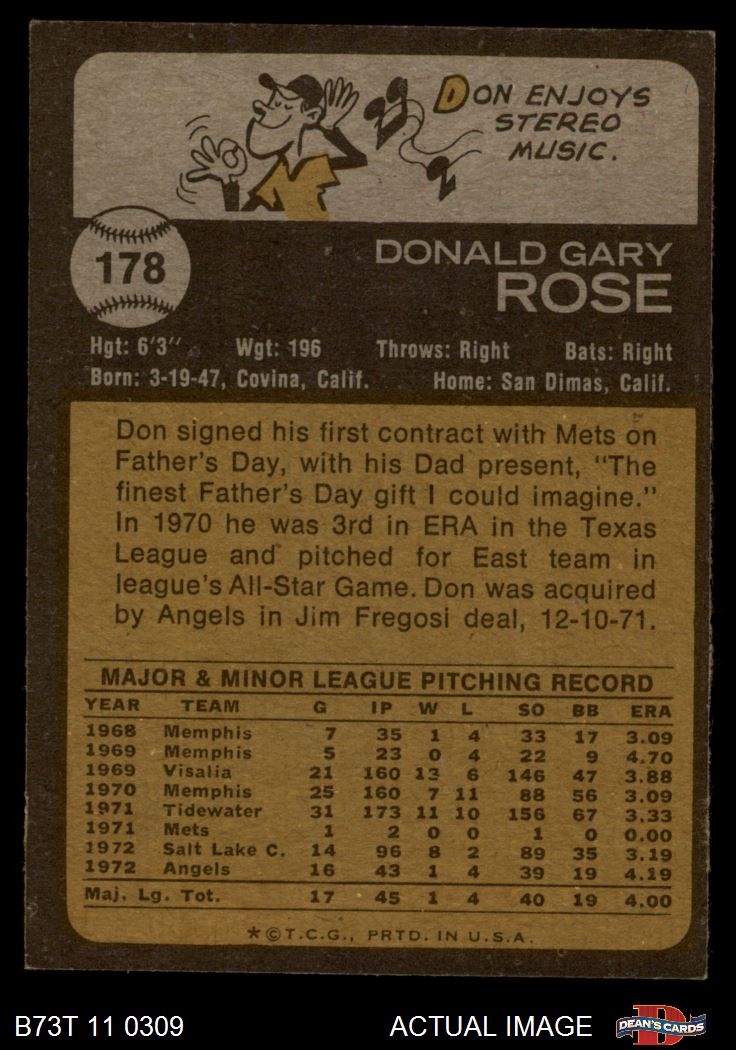 DON ENJOYS
STEREO
MUSIC.
178
DONALD GARY
ROSE
Hgt: 6'3" Wgt: 196 Throws: Right Bats: Right
Born: 3-19-47, Covina, Calif. Home: San Dimas, Calif.
Don signed his first contract with Mets on
Father's Day, with his Dad present, "The
finest Father's Day gift I could imagine."
In 1970 he was 3rd in ERA in the Texas
League and pitched for East team in
league's All-Star Game. Don was acquired
by Angels in Jim Fregosi deal, 12-10-71.
MAJOR & MINOR LEAGUE PITCHING RECORD
YEAR TEAM G IP W L SO BB ERA
1968 Memphis 7 35 1 4 33 17 3.09
1969 Memphis 5 23 0 4 22 9 4.70
1969 Visalia 21 160 13 6 146 47 3.88
1970 Memphis 25 160 7 11 88 56 3.09
1971 Tidewater 31 173 11 10 156 67 3.33
1971 Mets 1 2 0 0 1 0 0.00
1972 Salt Lake C. 14 96 8 2 89 35 3.19
1972 Angels 16 43 1 4 39 19 4.19
Maj. Lg. Tot. 17 45 1 4 40 19 4.00
*©T.C.G., PRTD. IN U.S.A.
B73T 11 0309 ACTUAL IMAGE DEAN'S CARDS